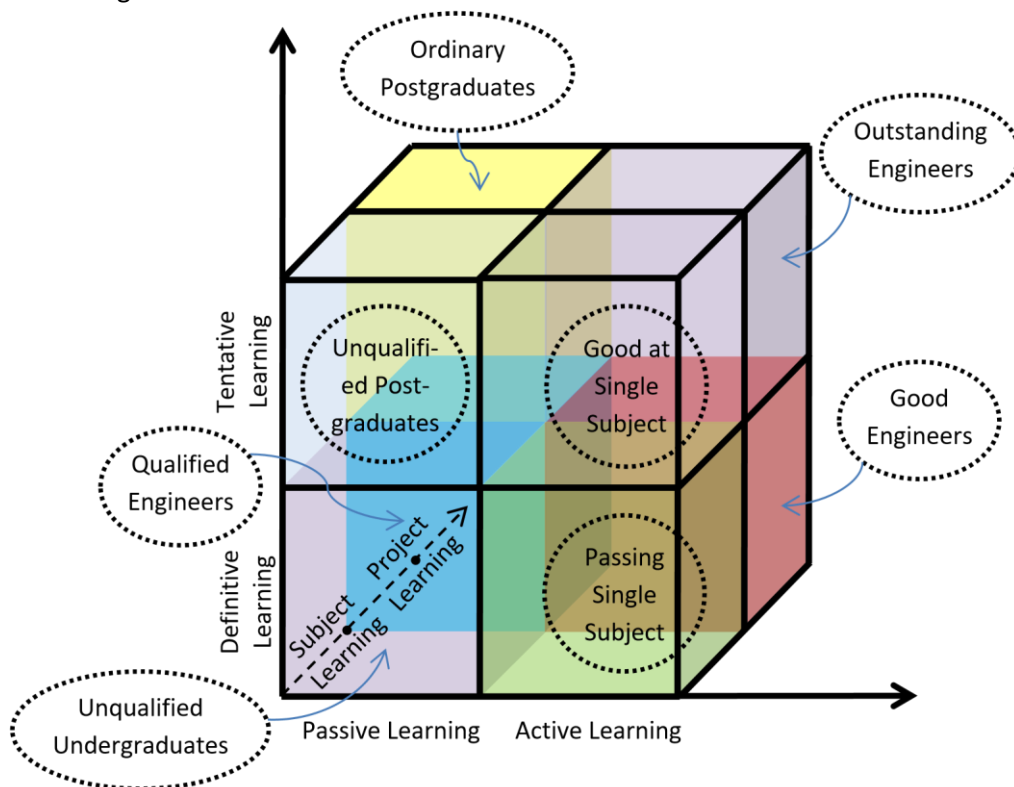 Ordinary
Postgraduates
Outstanding
Engineers
Tentative
Learning
Unqualifi-
ed Post-
graduates
Good at
Single
Subject
Good
Engineers
Qualified
Engineers
Definitive
Learning
Subject
Learning
Project
Learning
Passing
Single
Subject
Unqualified
Undergraduates
Passive Learning
Active Learning